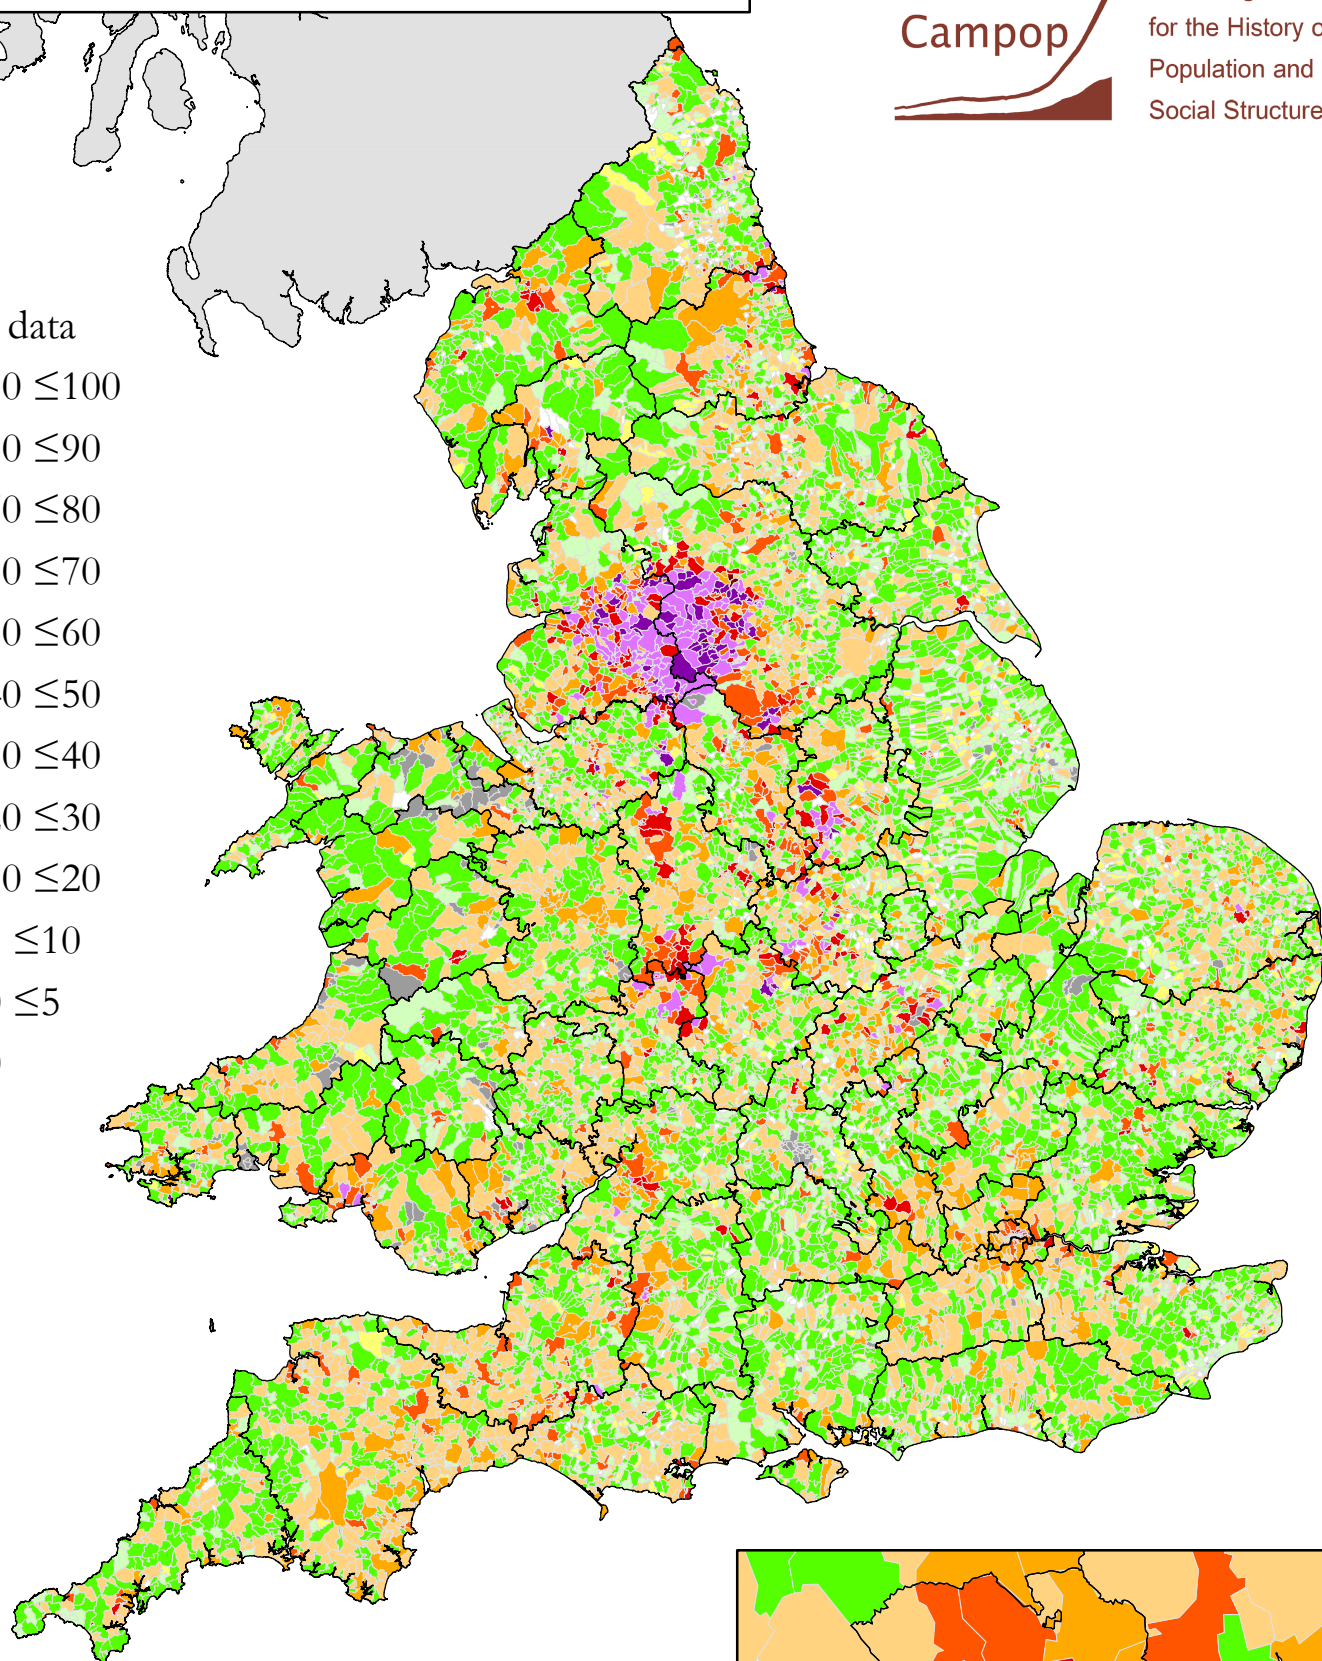 Campop
for the History
Population and
Social Structure
data
0 ≤100
0 ≤90
0 ≤80
0 ≤70
0 ≤60
0 ≤50
0 ≤40
0 ≤30
0 ≤20
≤10
≤5